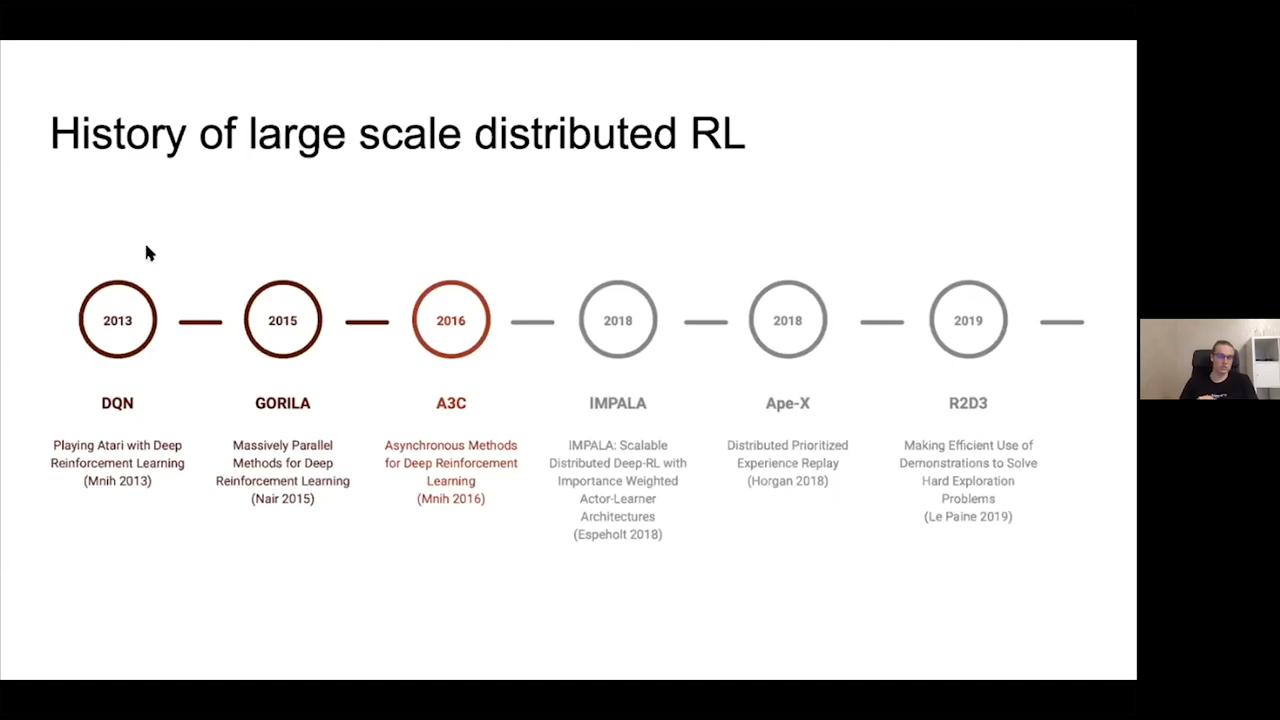 History of large scale distributed RL
2013
2015
2016
2018
2018
2019
DQN
GORILA
A3C
IMPALA
Ape-X
R2D3
Playing Atari with Deep
Reinforcement Learning
(Mnih 2013)
Massively Parallel
Methods for Deep
Reinforcement Learning
(Nair 2015)
Asynchronous Methods
for Deep Reinforcement
Learning
(Mnih 2016)
IMPALA: Scalable
Distributed Deep-RL with
Importance Weighted
Actor-Learner
Architectures
(Espeholt 2018)
Distributed Prioritized
Experience Replay
(Horgan 2018)
Making Efficient Use of
Demonstrations to Solve
Hard Exploration
Problems
(Le Paine 2019)